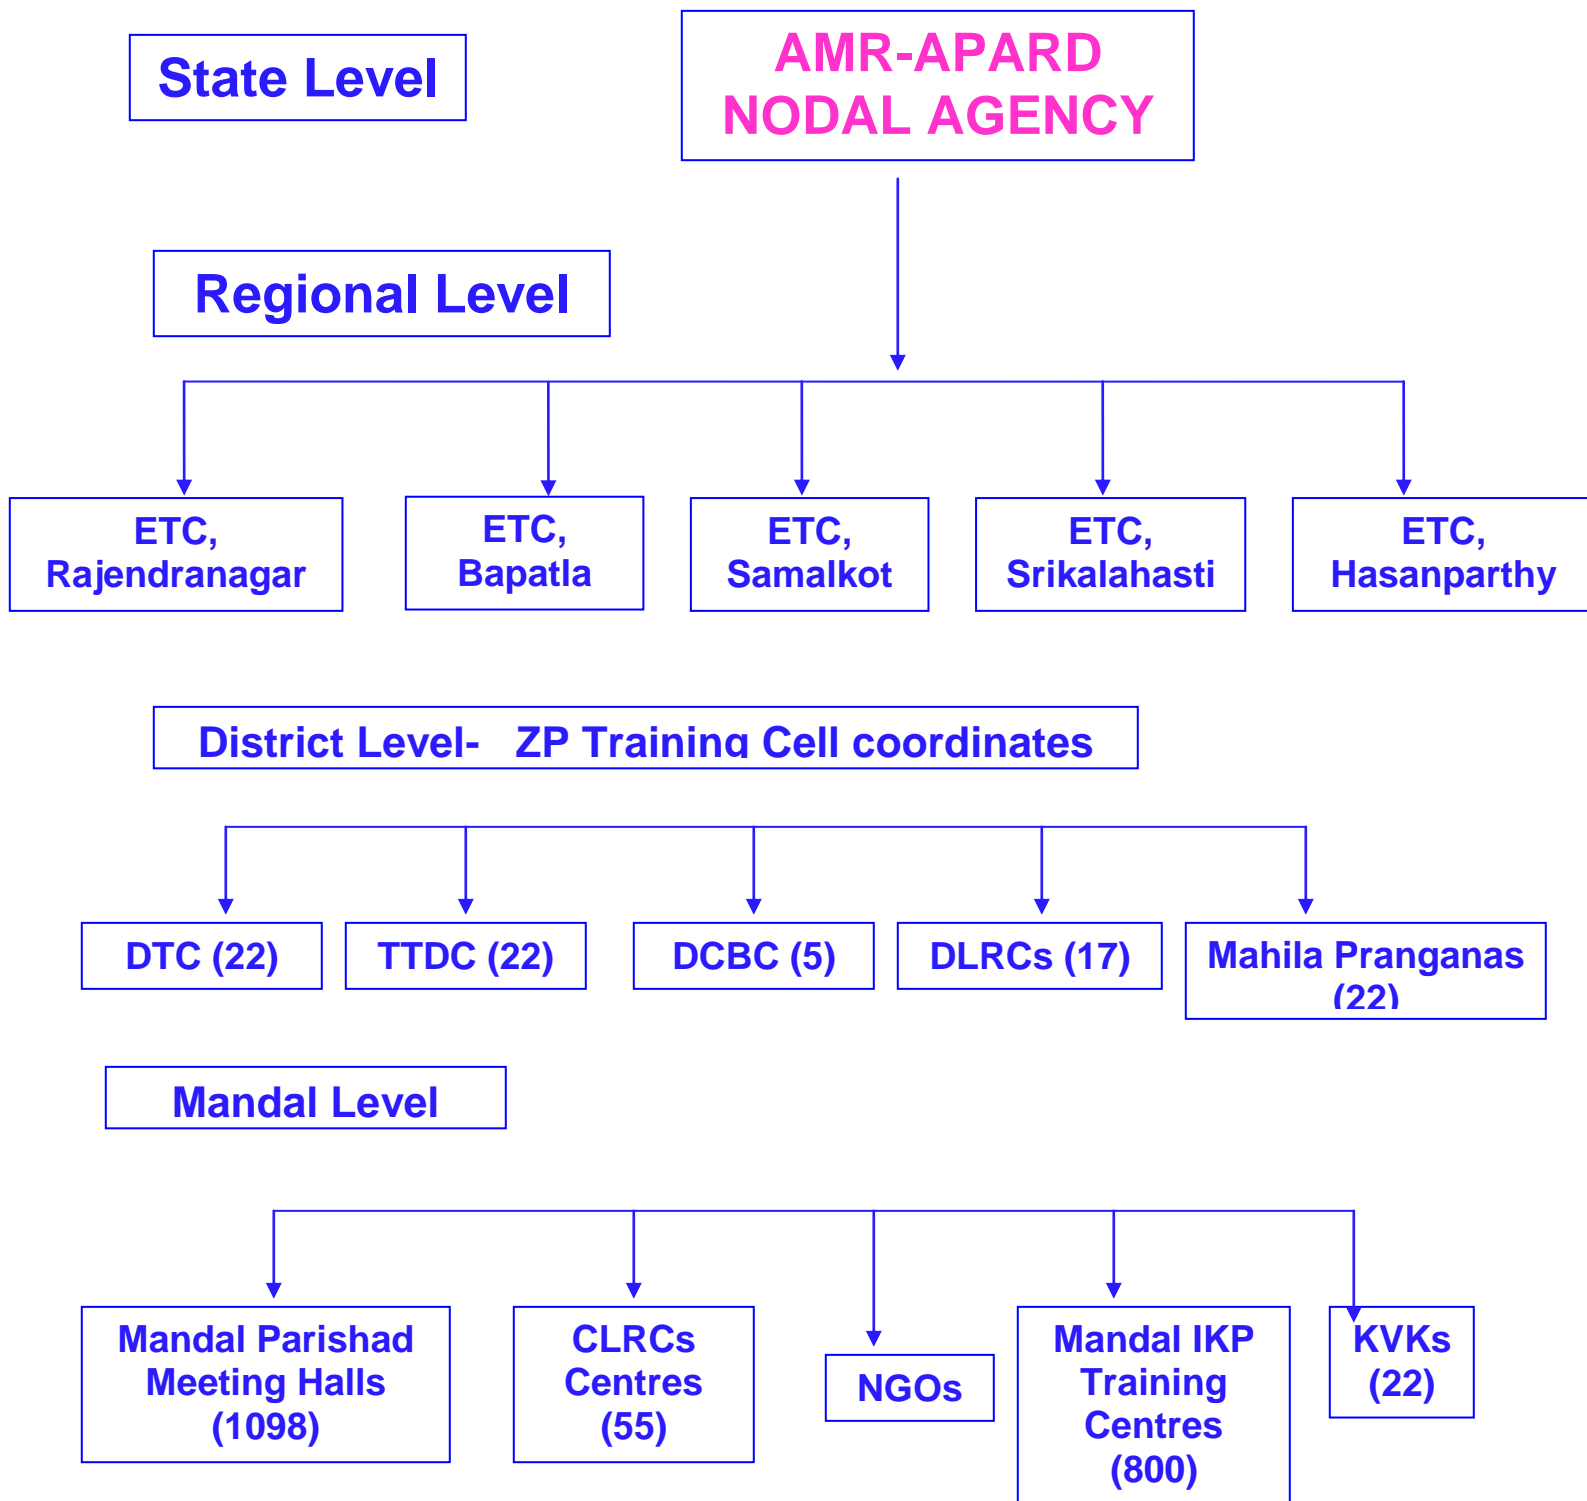 State Level
AMR-APARD
NODAL AGENCY
Regional Level
ETC,
Rajendranagar
ETC,
Bapatla
ETC,
Samalkot
ETC,
Srikalahasti
ETC,
Hasanparthy
District Level- ZP Training Cell coordinates
DTC (22)
TTDC (22)
DCBC (5)
DLRCs (17)
Mahila Pranganas
(22)
Mandal Level
Mandal Parishad
Meeting Halls
(1098)
CLRCs
Centres
(55)
NGOs
Mandal IKP
Training
Centres
(800)
KVKs
(22)